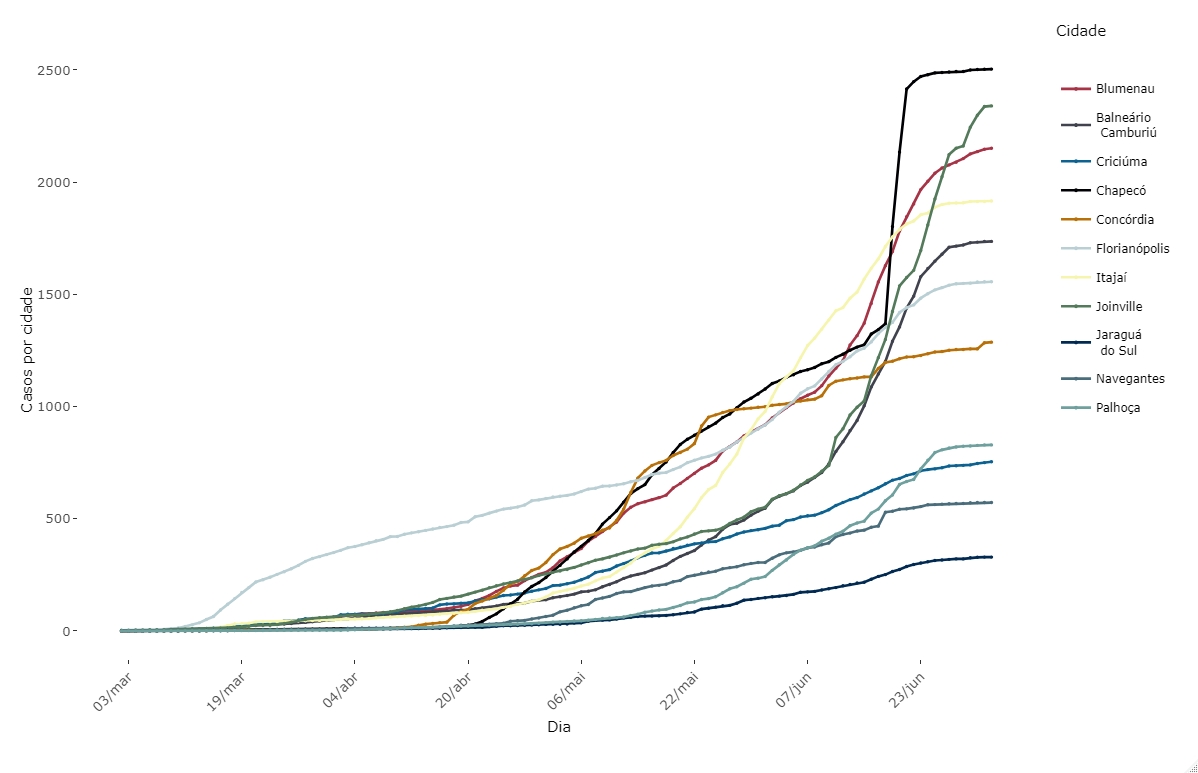 Cidade
Blumenau
Balneário
Camburiú
Criciúma
Chapecó
Concórdia
Florianópolis
Itajaí
Joinville
Jaraguá
do Sul
Navegantes
Palhoça
Casos por cidade
2500
2000
1500
1000
500
0
03/mar
19/mar
04/abr
20/abr
06/mai
22/mai
07/jun
23/jun
Dia